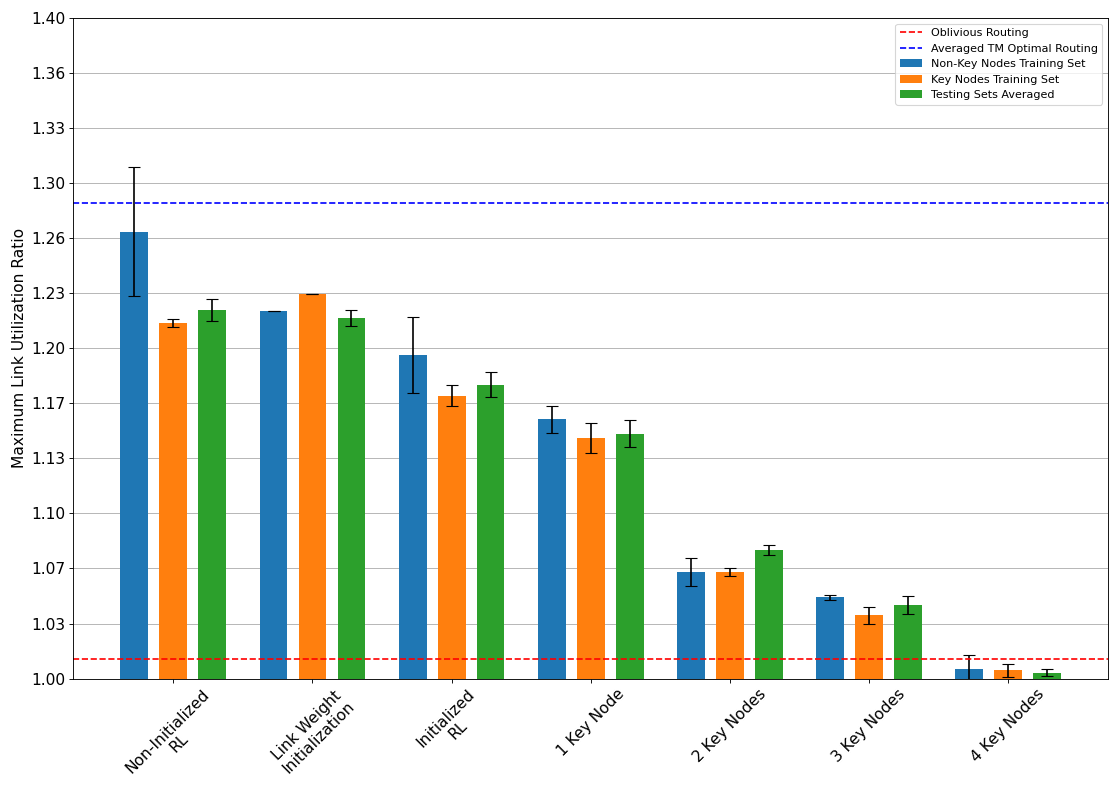 1.40
1.36
1.33
1.30
1.26
1.23
1.20
1.17
1.13
1.10
1.07
1.03
1.00
Maximum Link Utilization Ratio
Oblivious Routing
Averaged TM Optimal Routing
Non-Key Nodes Training Set
Key Nodes Training Set
Testing Sets Averaged
Non-Initialized
RL
Link Weight
Initialization
Initialized
RL
1 Key Node
2 Key Nodes
3 Key Nodes
4 Key Nodes